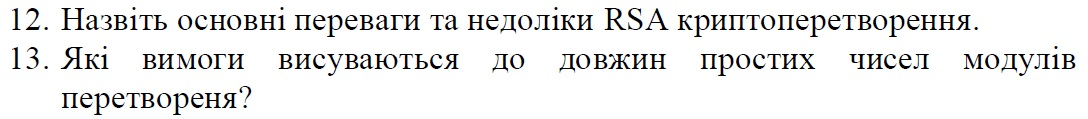 12. Назвіть основні переваги та недоліки RSA криптоперетворення.
13. Які вимоги висуваються до довжин простих чисел модулів
перетвореня?